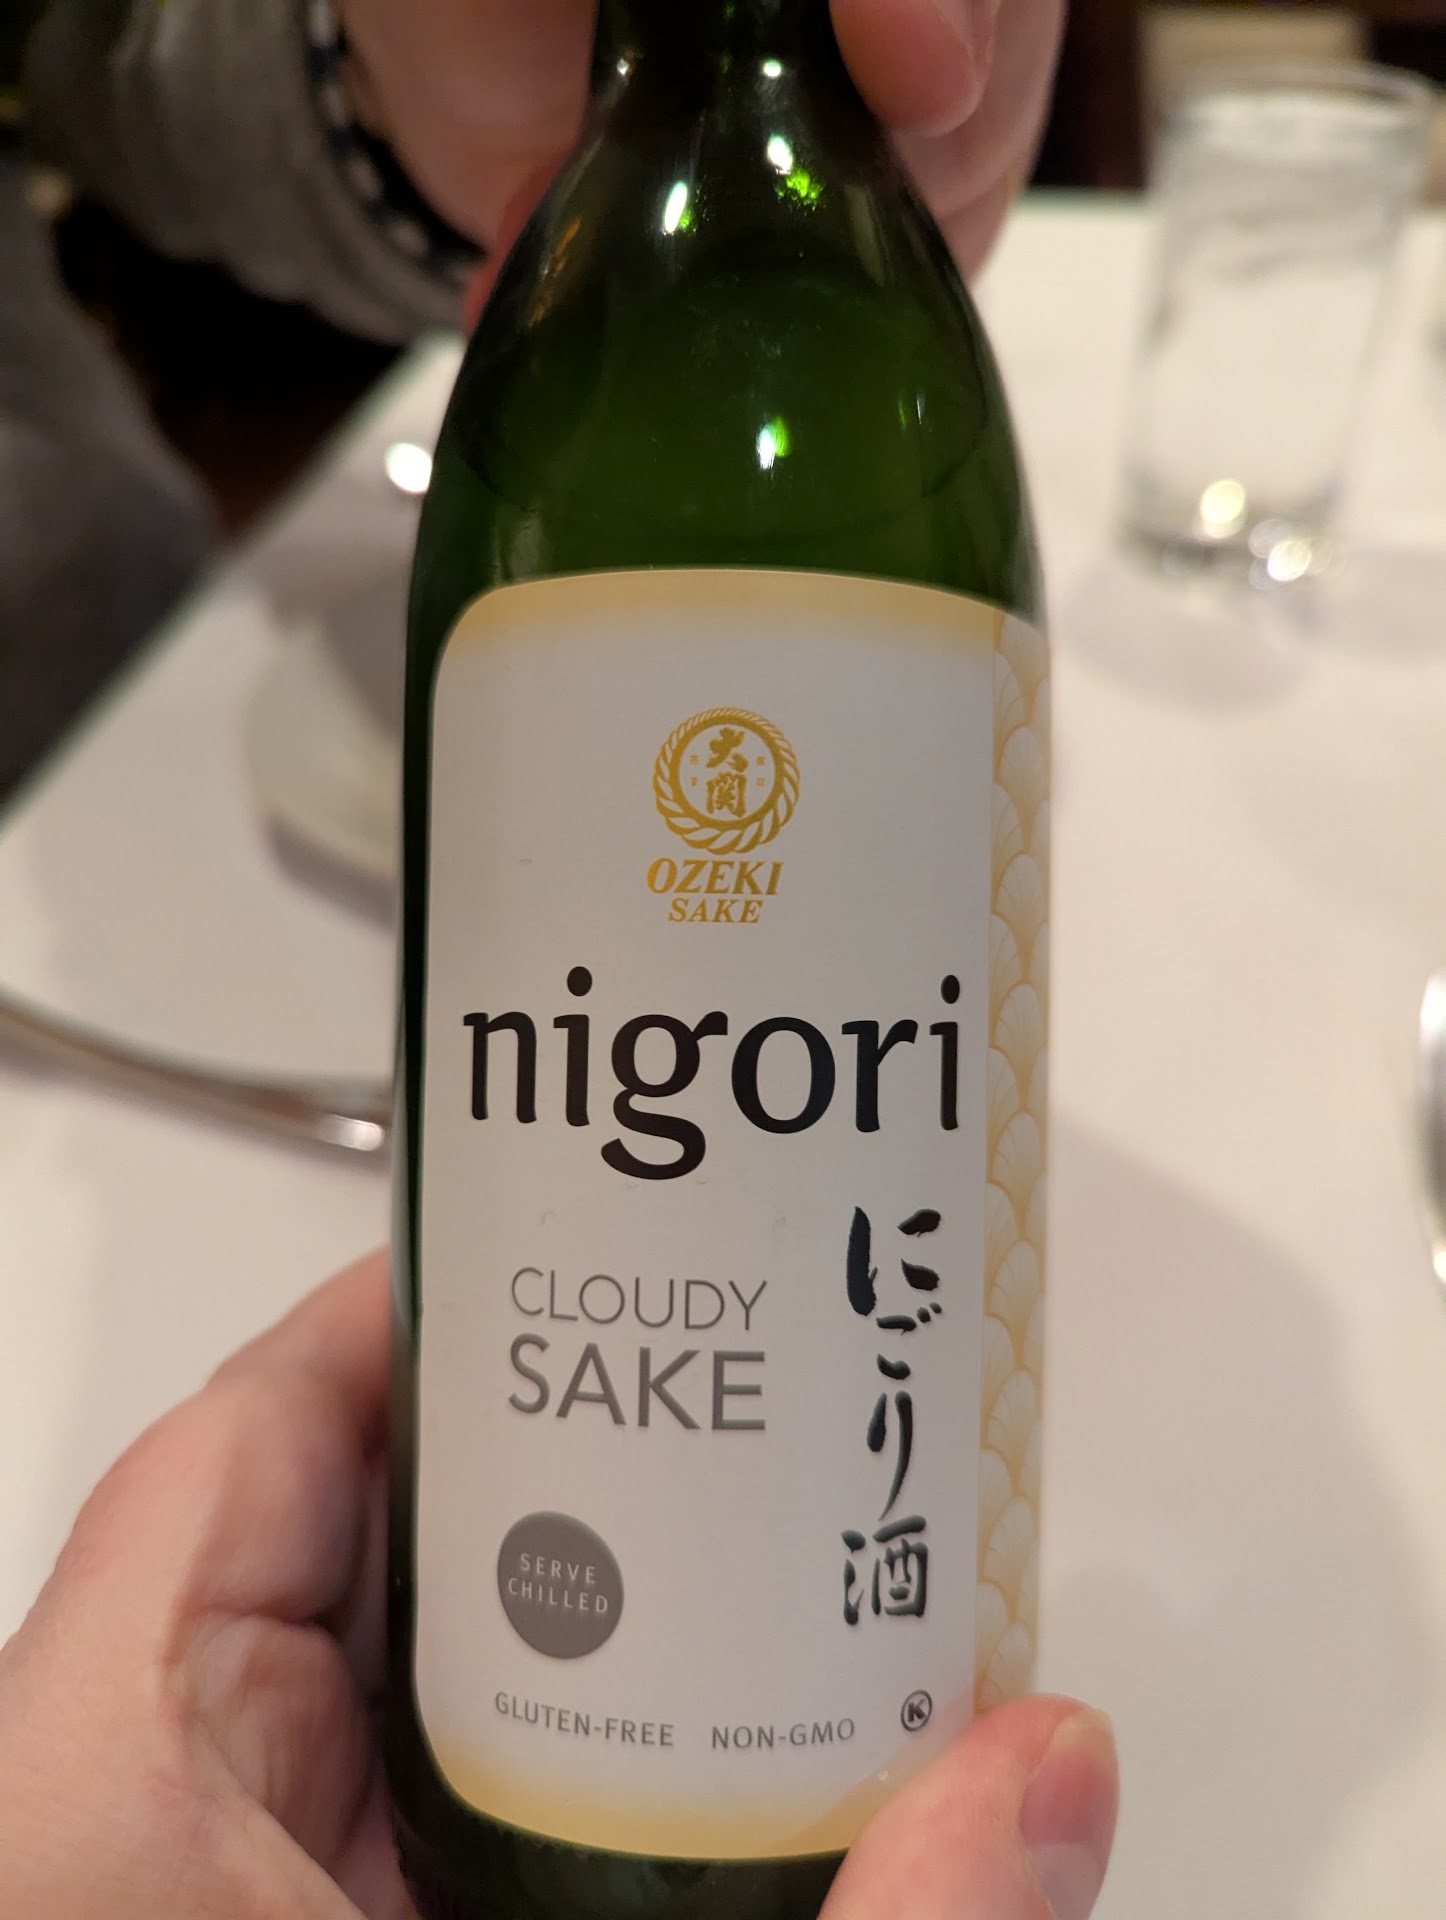 大関
OZEKI
SAKE
nigori
にごり酒
CLOUDY
SAKE
SERVE
CHILLED
GLUTEN-FREE NON-GMO K